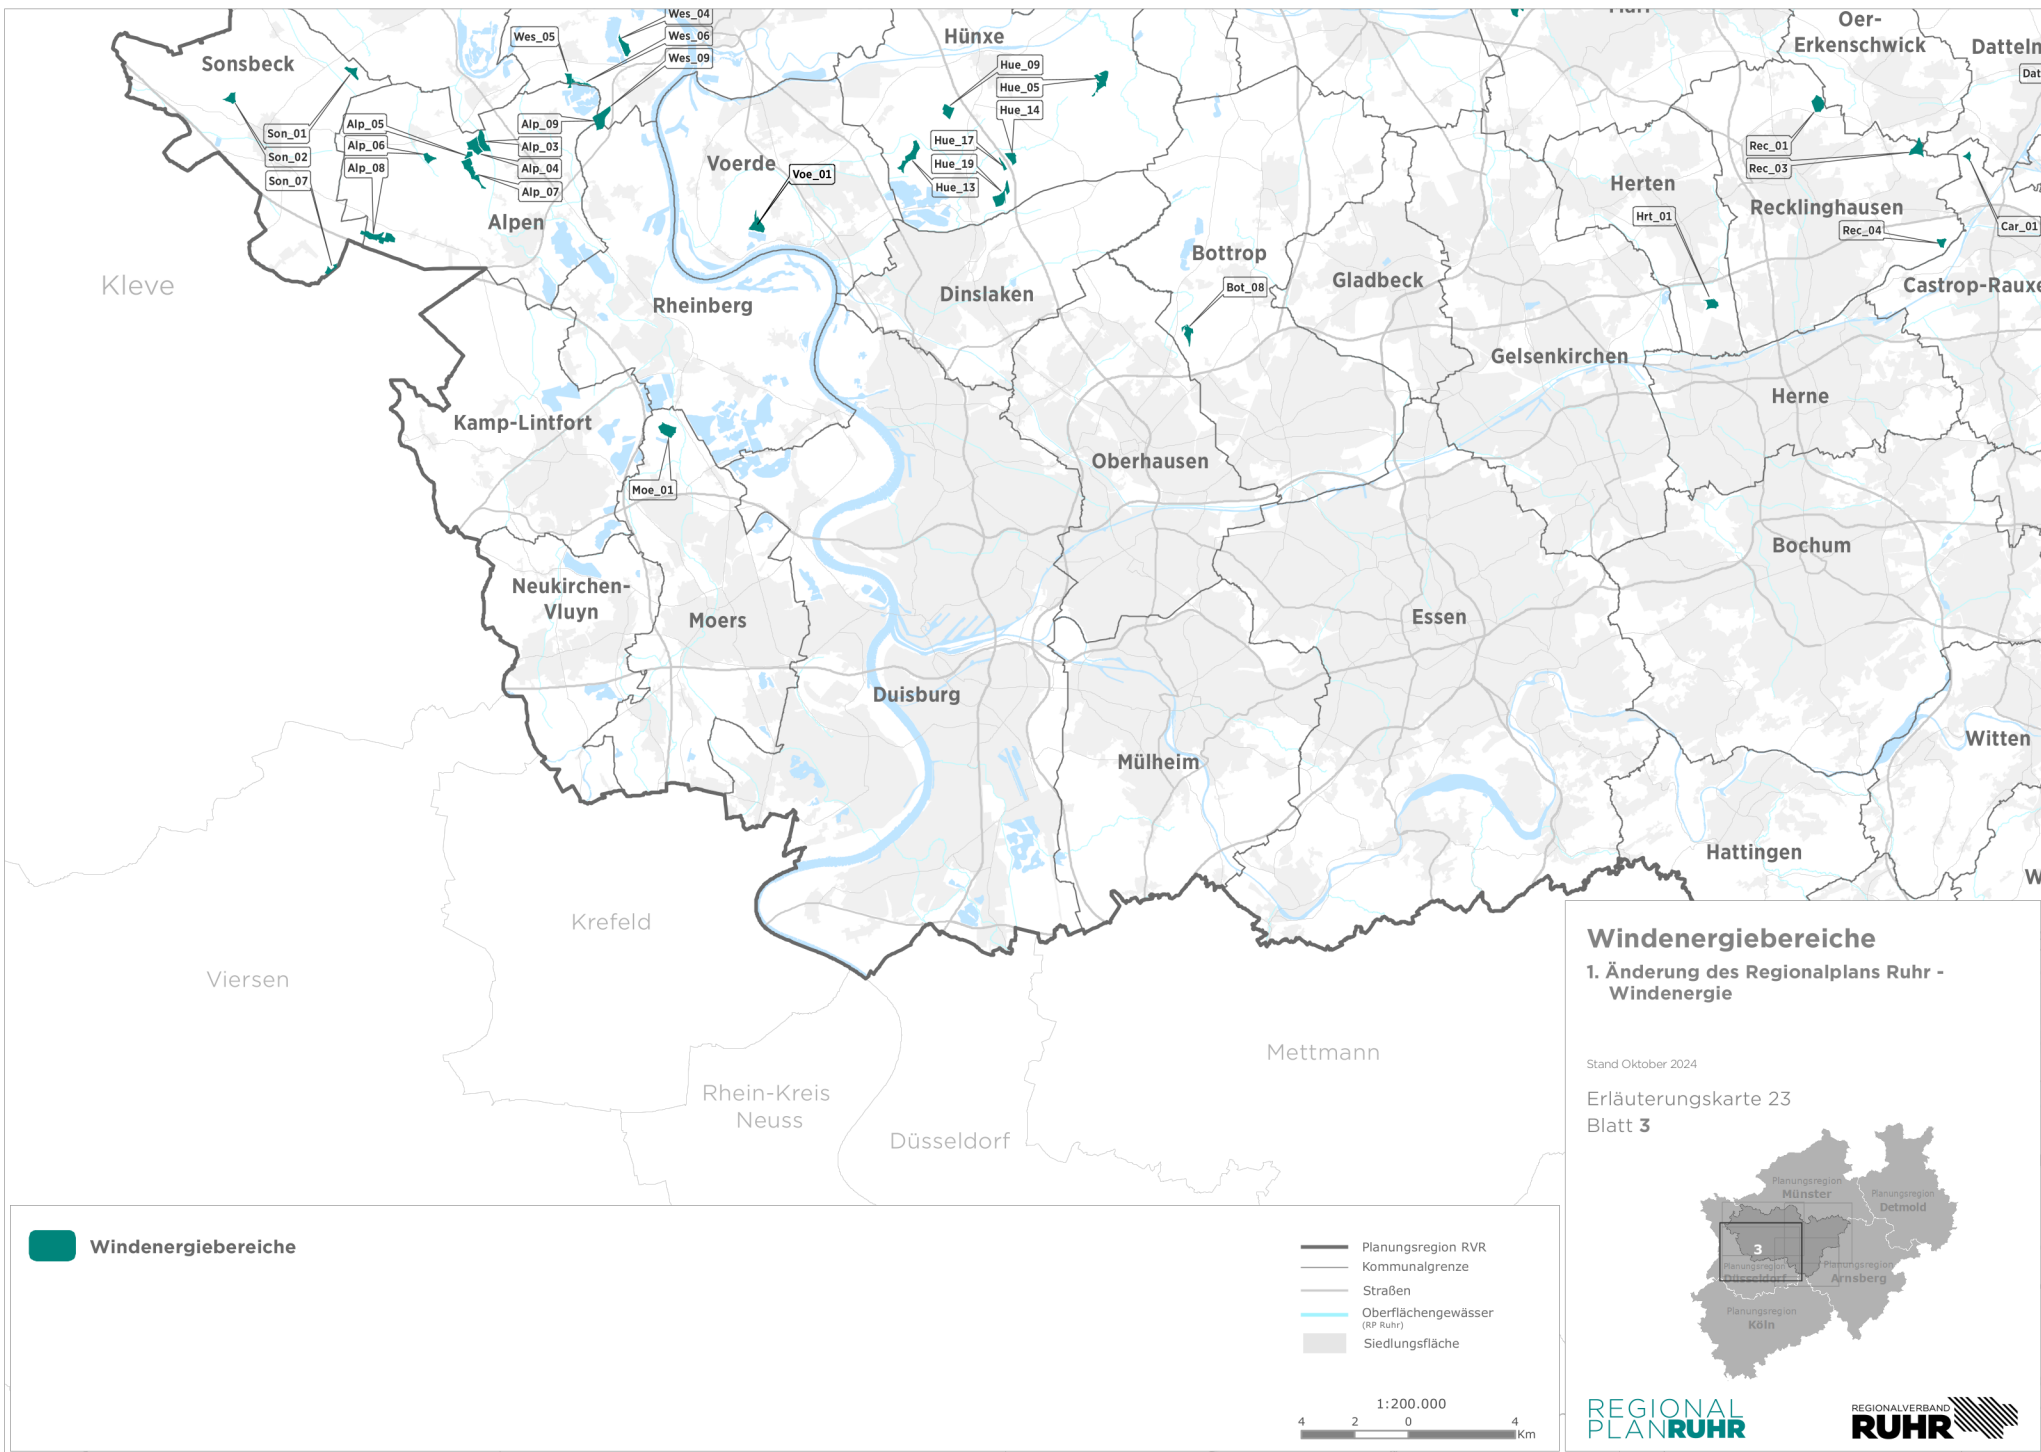 Wes_04
Oer-
Erkenschwick
Hünxe
Wes_05
Wes_06
Datteln
Sonsbeck
Wes_09
Hue_09
Dat
Hue_05
Hue_14
Alp_05
Alp_09
Son_01
Alp_06
Alp_03
Hue_17
Rec_01
Son_02
Alp_08
Alp_04
Voerde
Voe_01
Hue_19
Rec_03
Son_07
Alp_07
Hue_13
Herten
Recklinghausen
Alpen
Hrt_01
Rec_04
Car_01
Bottrop
Kleve
Rheinberg
Dinslaken
Bot_08
Gladbeck
Castrop-Rauxe
Gelsenkirchen
Herne
Kamp-Lintfort
Oberhausen
Moe_01
Bochum
Neukirchen-
Vluyn
Moers
Essen
Duisburg
Mülheim
Witten
Hattingen
W
Krefeld
Viersen
Mettmann
Rhein-Kreis
Neuss
Düsseldorf
Windenergiebereiche
1. Änderung des Regionalplans Ruhr -
Windenergie
Stand Oktober 2024
Erläuterungskarte 23
Blatt 3
Planungsregion
Münster
Planungsregion
Detmold
3
Planungsregion
Düsseldorf
Planungsregion
Arnsberg
Planungsregion
Köln
REGIONAL
PLANRUHR
REGIONALVERBAND
RUHR
Windenergiebereiche
Planungsregion RVR
Kommunalgrenze
Straßen
Oberflächengewässer
(RP Ruhr)
Siedlungsfläche
1:200.000
4 2 0 4
Km